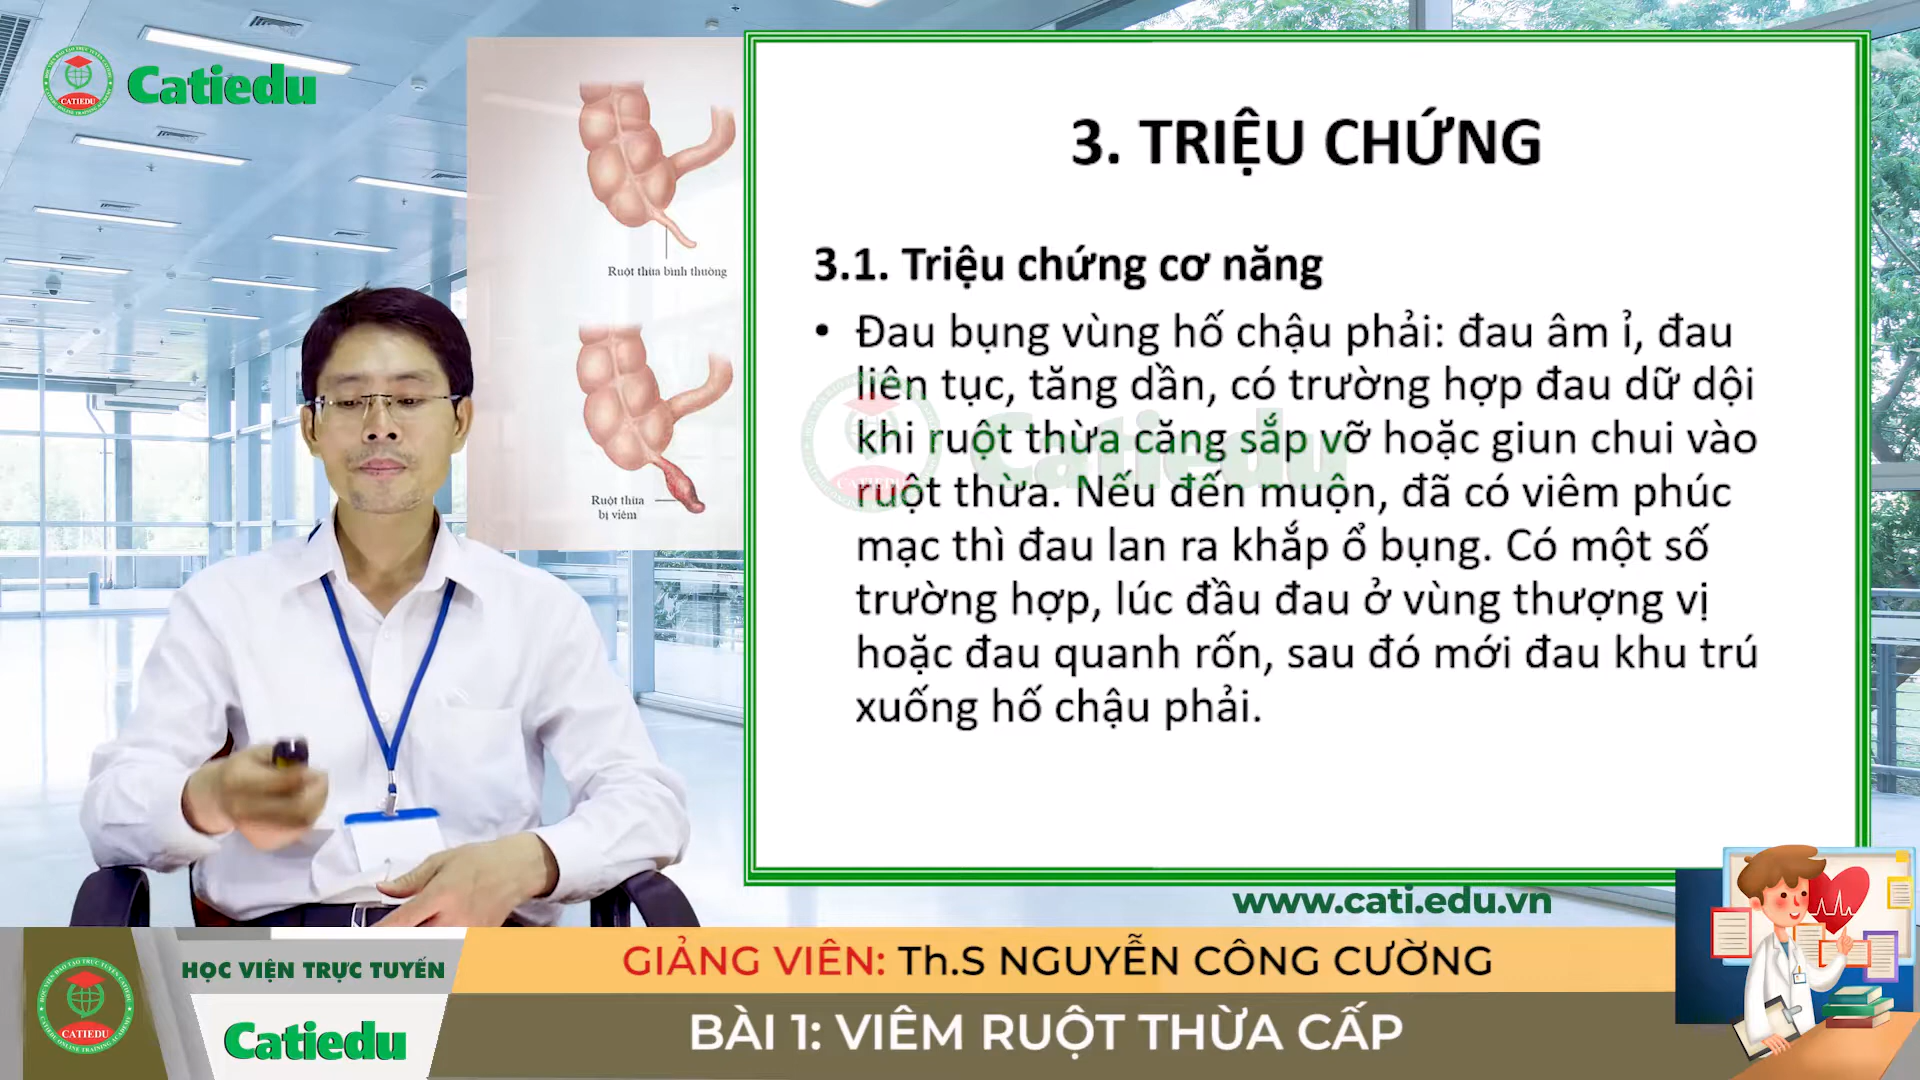 Catiedu
CATIEDU
Ruột thừa bình thường
Ruột thừa
bị viêm
3. TRIỆU CHỨNG
3.1. Triệu chứng cơ năng
• Đau bụng vùng hố chậu phải: đau âm ỉ, đau
liên tục, tăng dần, có trường hợp đau dữ dội
khi ruột thừa căng sắp vỡ hoặc giun chui vào
ruột thừa. Nếu đến muộn, đã có viêm phúc
mạc thì đau lan ra khắp ổ bụng. Có một số
trường hợp, lúc đầu đau ở vùng thượng vị
hoặc đau quanh rốn, sau đó mới đau khu trú
xuống hố chậu phải.
Catiedu
CATIEDU
www.cati.edu.vn
HỌC VIỆN TRỰC TUYẾN
Catiedu
CATIEDU
GIẢNG VIÊN: Th.S NGUYỄN CÔNG CƯỜNG
BÀI 1: VIÊM RUỘT THỪA CẤP